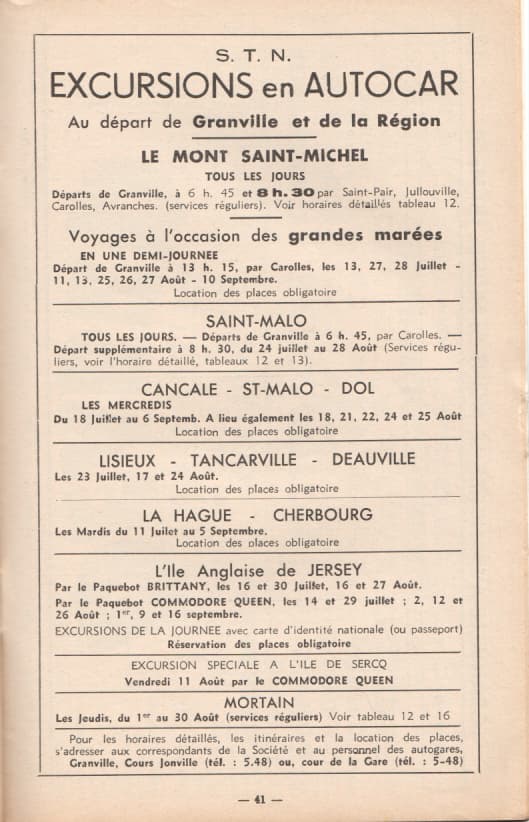 S. T. N.
EXCURSIONS en AUTOCAR
Au départ de Granville et de la Région
LE MONT SAINT-MICHEL
TOUS LES JOURS
Départs de Granville, à 6 h. 45 et 8 h. 30 par Saint-Pair, Jullouville,
Carolles, Avranches. (services réguliers). Voir horaires détaillés tableau 12.
Voyages à l'occasion des grandes marées
EN UNE DEMI-JOURNEE
Départ de Granville à 13 h. 15, par Carolles, les 13, 27, 28 Juillet -
11, 13, 25, 26, 27 Août - 10 Septembre.
Location des places obligatoire
SAINT-MALO
TOUS LES JOURS. — Départs de Granville à 6 h. 45, par Carolles. —
Départ supplémentaire à 8 h. 30, du 24 juillet au 28 Août (Services régu-
liers, voir l'horaire détaillé, tableaux 12 et 13).
CANCALE - ST-MALO - DOL
LES MERCREDIS
Du 18 Juillet au 6 Septemb. A lieu également les 18, 21, 22, 24 et 25 Août
Location des places obligatoire
LISIEUX - TANCARVILLE - DEAUVILLE
Les 23 Juillet, 17 et 24 Août.
Location des places obligatoire
LA HAGUE - CHERBOURG
Les Mardis du 11 Juilet au 5 Septembre.
Location des places obligatoire
L'Ile Anglaise de JERSEY
Par le Paquebot BRITTANY, les 16 et 30 Juillet, 16 et 27 Août.
Par le Paquebot COMMODORE QUEEN, les 14 et 29 juillet ; 2, 12 et
26 Août ; 1er, 9 et 16 septembre.
EXCURSIONS DE LA JOURNEE avec carte d'identité nationale (ou passeport)
Réservation des places obligatoire
EXCURSION SPECIALE A L'ILE DE SERCQ
Vendredi 11 Août par le COMMODORE QUEEN
MORTAIN
Les Jeudis, du 1er au 30 Août (services réguliers) Voir tableau 12 et 16
Pour les horaires détaillés, les itinéraires et la location des places,
s'adresser aux correspondants de la Société et au personnel des autogares,
Granville, Cours Jonville (tél. : 5.48) ou, cour de la Gare (tél. : 5-48)
— 41 —